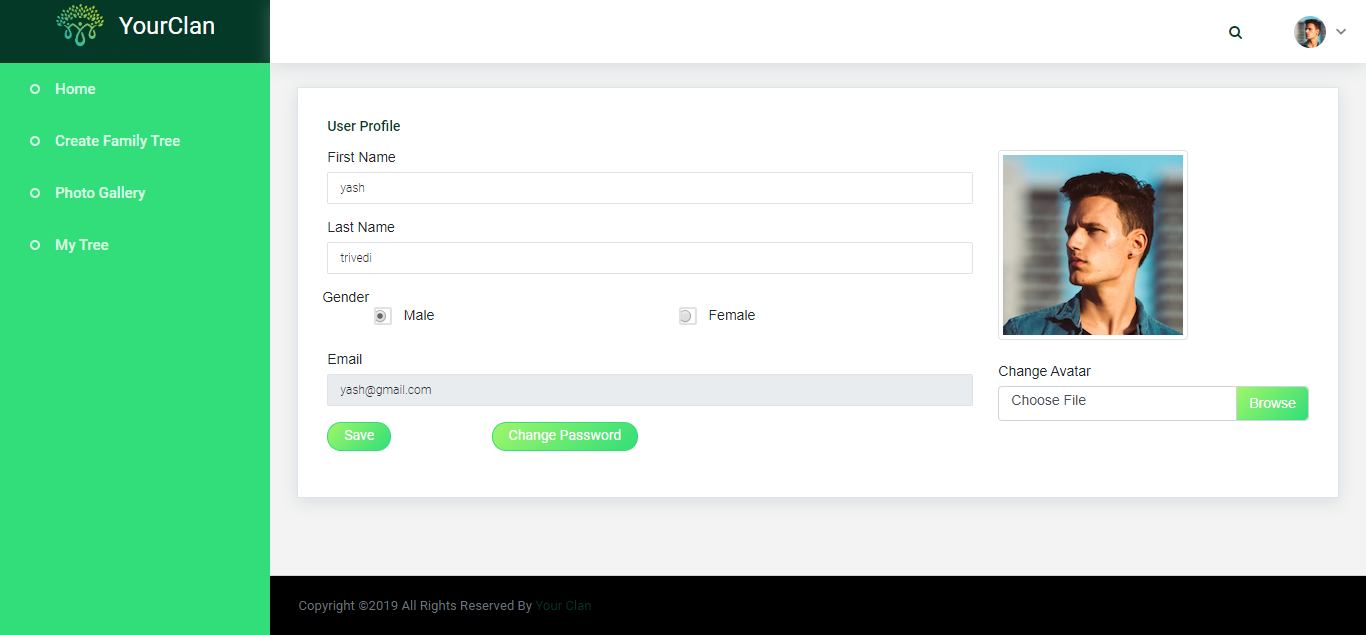 YourClan
Home
Create Family Tree
Photo Gallery
My Tree
User Profile
First Name
yash
Last Name
trivedi
Gender
Male Female
Email
yash@gmail.com
Save Change Password
Change Avatar
Choose File Browse
Copyright ©2019 All Rights Reserved By Your Clan